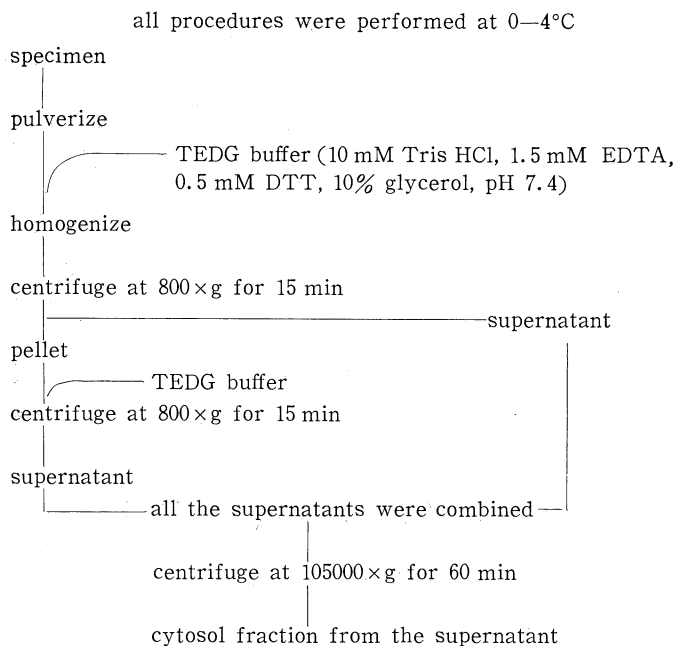 all procedures were performed at 0—4°C
specimen
pulverize
TEDG buffer (10 mM Tris HCl, 1.5 mM EDTA,
0.5 mM DTT, 10% glycerol, pH 7.4)
homogenize
centrifuge at 800×g for 15 min
supernatant
pellet
TEDG buffer
centrifuge at 800×g for 15 min
supernatant
all the supernatants were combined
centrifuge at 105000×g for 60 min
cytosol fraction from the supernatant